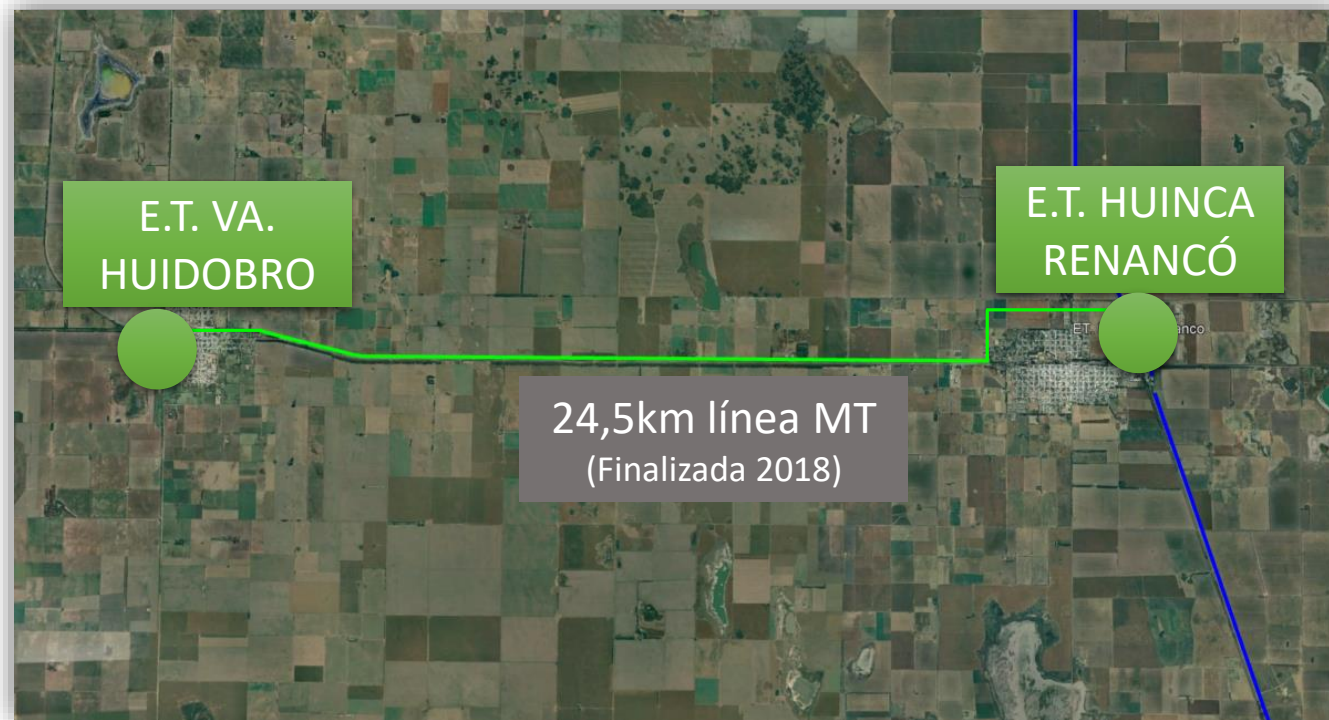 E.T. VA.
HUIDOBRO
E.T. HUINCA
RENANCÓ
E.T.
24,5km línea MT
(Finalizada 2018)